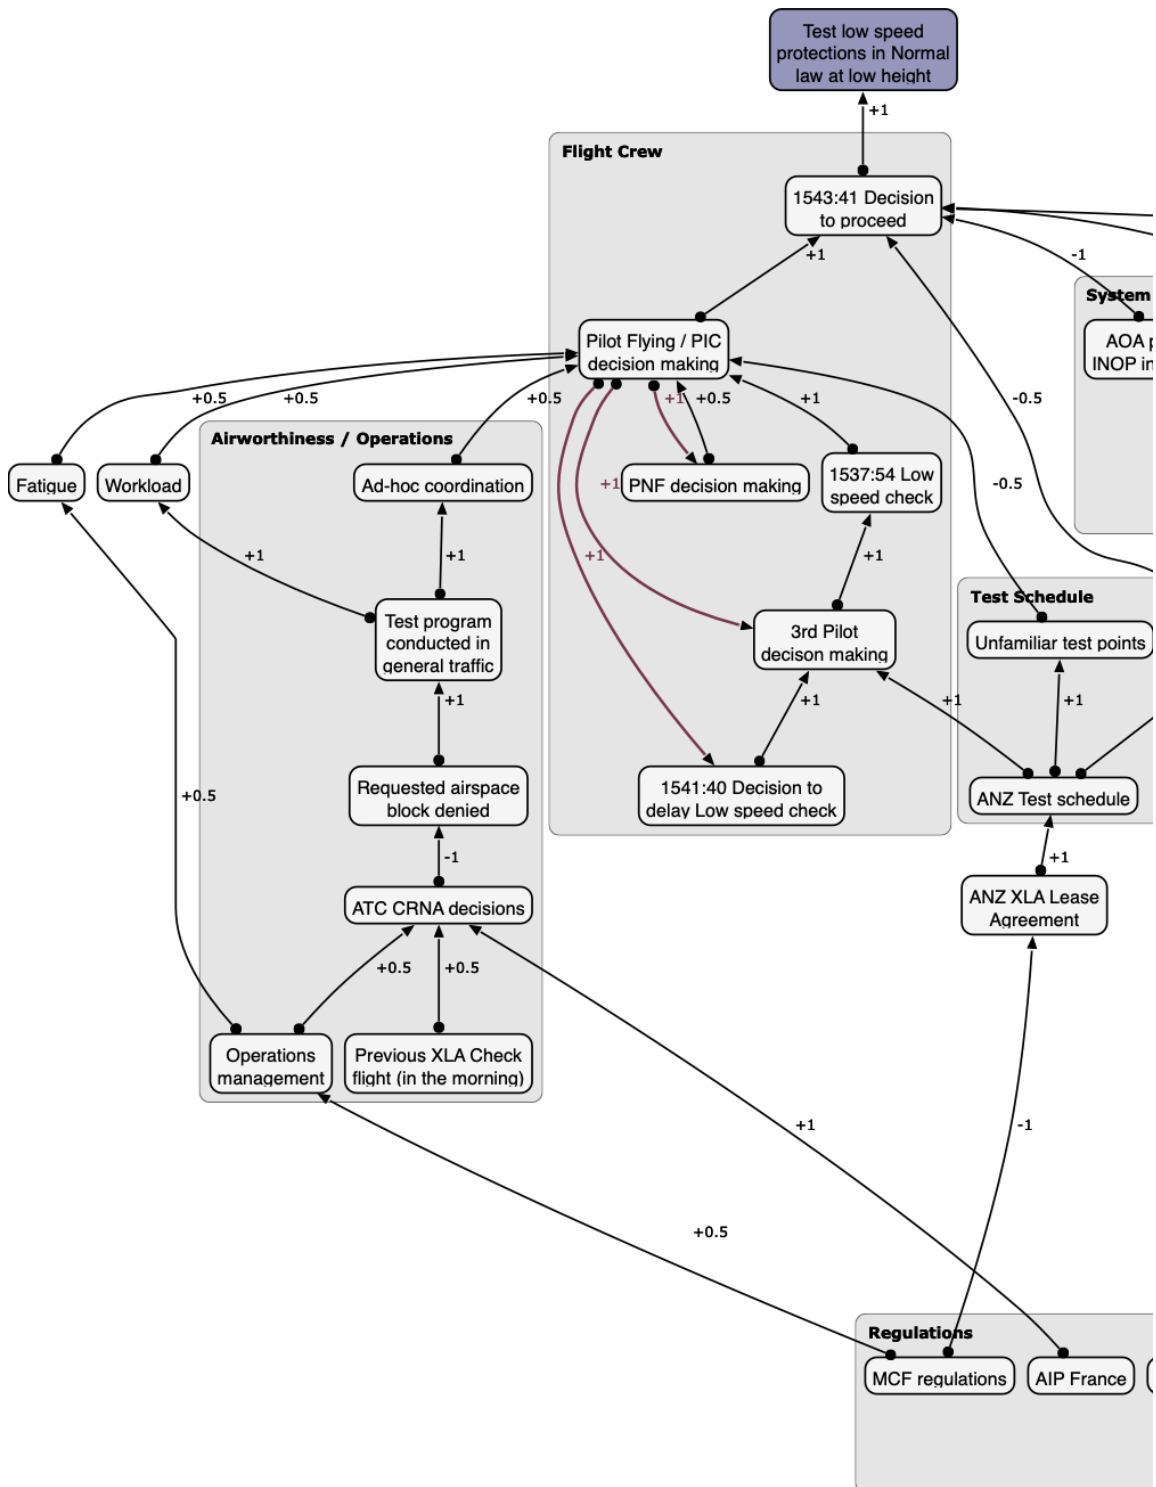 Test low speed
protections in Normal
law at low height
+1
Flight Crew
1543:41 Decision
to proceed
+1
-1
System
AOA p
INOP in
Pilot Flying / PIC
decision making
+0.5
+0.5
+0.5
+1
+0.5
+1
-0.5
Airworthiness / Operations
Fatigue
Workload
Ad-hoc coordination
+1
PNF decision making
1537:54 Low
speed check
-0.5
+1
+1
+1
+1
Test Schedule
Test program
conducted in
general traffic
3rd Pilot
decison making
Unfamiliar test points
+1
+1
+1
+1
+0.5
Requested airspace
block denied
1541:40 Decision to
delay Low speed check
ANZ Test schedule
-1
+1
ATC CRNA decisions
ANZ XLA Lease
Agreement
+0.5
+0.5
Operations
management
Previous XLA Check
flight (in the morning)
+1
-1
+0.5
Regulations
MCF regulations
AIP France